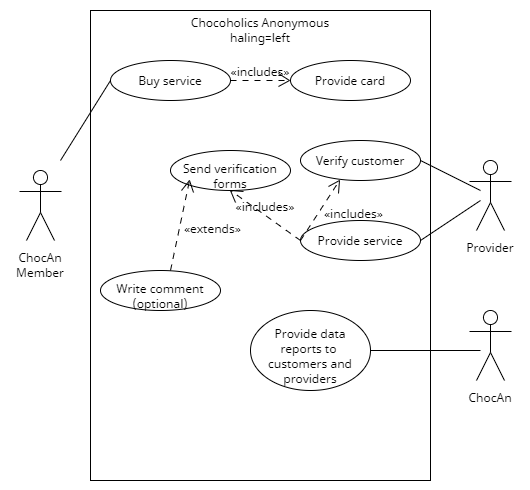 Chocoholics Anonymous
haling=left
Buy service
«includes»
Provide card
Send verification
forms
Verify customer
«includes»
«includes»
«extends»
Provide service
ChocAn
Member
Provider
Write comment
(optional)
Provide data
reports to
customers and
providers
ChocAn